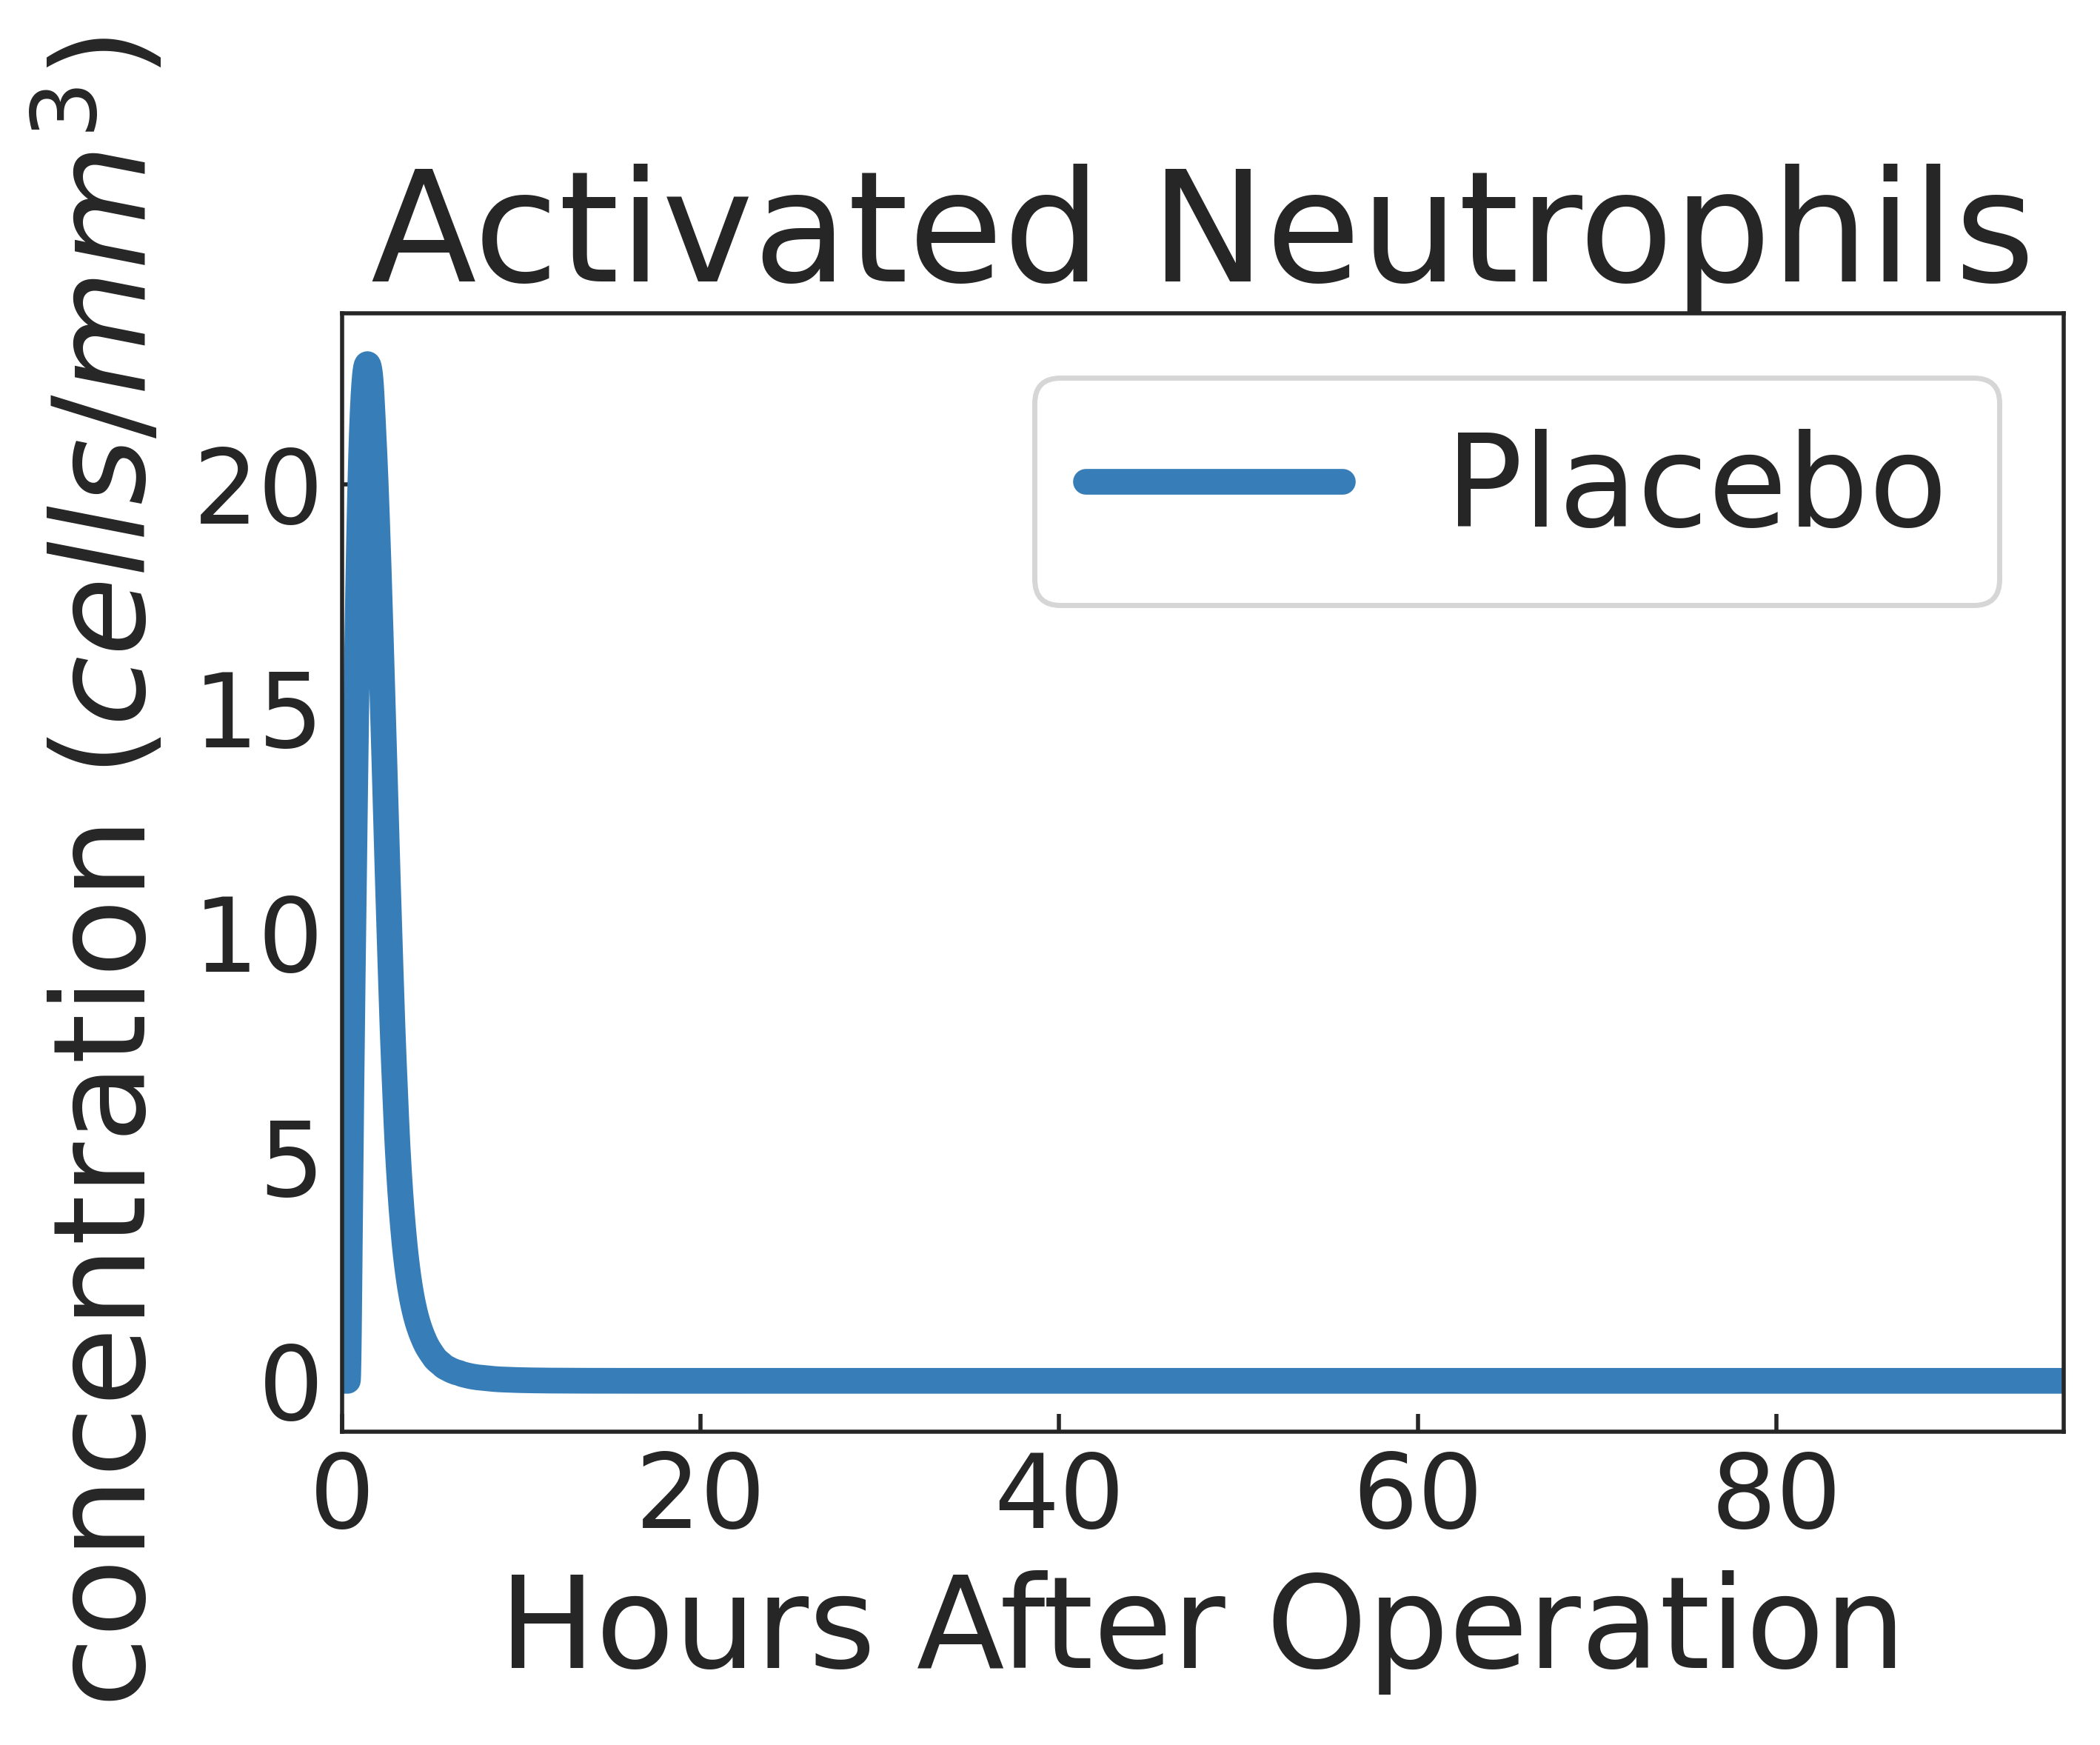 Activated Neutrophils
concentration (cells/mm³)
20
15
10
5
0
Placebo
0 20 40 60 80
Hours After Operation